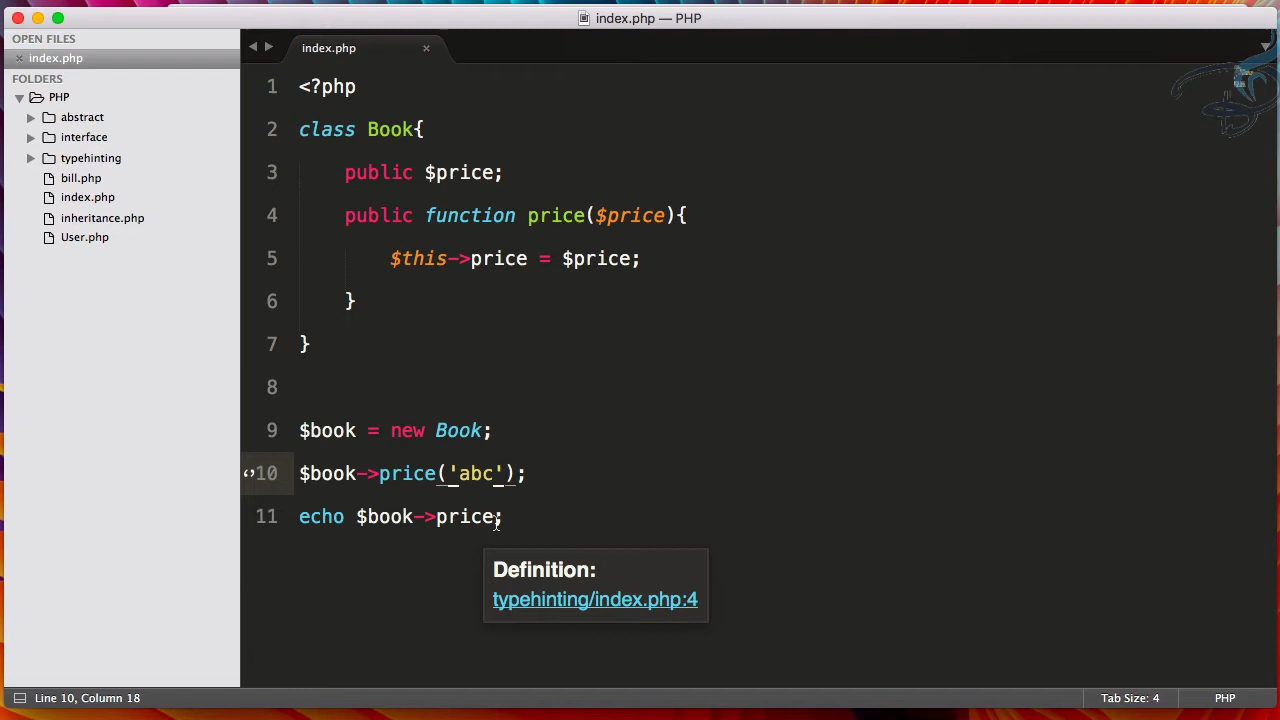 index.php — PHP
OPEN FILES
× index.php
FOLDERS
PHP
abstract
interface
typehinting
bill.php
index.php
inheritance.php
User.php
index.php ×
1 <?php
2 class Book{
3 public $price;
4 public function price($price){
5 $this->price = $price;
6 }
7 }
8
9 $book = new Book;
10 $book->price('abc');
11 echo $book->price;
Definition:
typehinting/index.php:4
Line 10, Column 18
Tab Size: 4
PHP